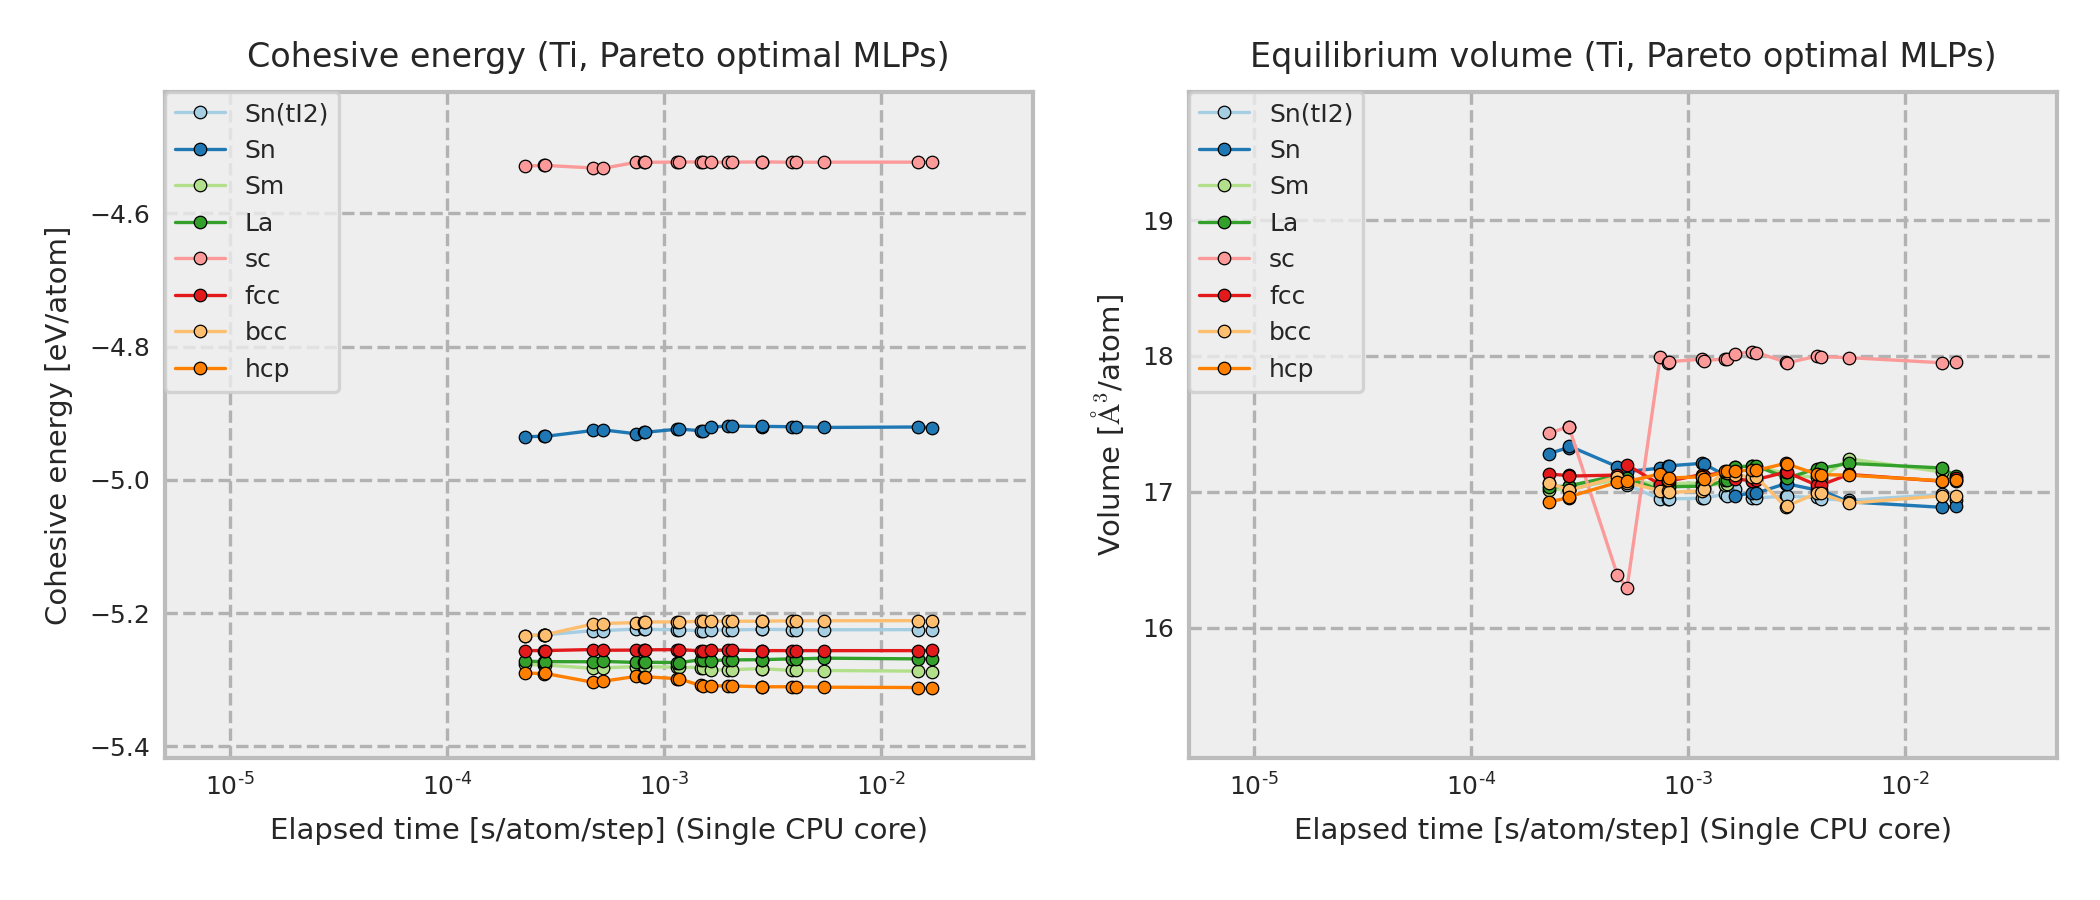 Cohesive energy (Ti, Pareto optimal MLPs)
Sn(tI2)
Sn
Sm
La
sc
fcc
bcc
hcp
Cohesive energy [eV/atom]
−4.6
−4.8
−5.0
−5.2
−5.4
10⁻⁵ 10⁻⁴ 10⁻³ 10⁻²
Elapsed time [s/atom/step] (Single CPU core)
Equilibrium volume (Ti, Pareto optimal MLPs)
Sn(tI2)
Sn
Sm
La
sc
fcc
bcc
hcp
Volume [Å³/atom]
19
18
17
16
10⁻⁵ 10⁻⁴ 10⁻³ 10⁻²
Elapsed time [s/atom/step] (Single CPU core)